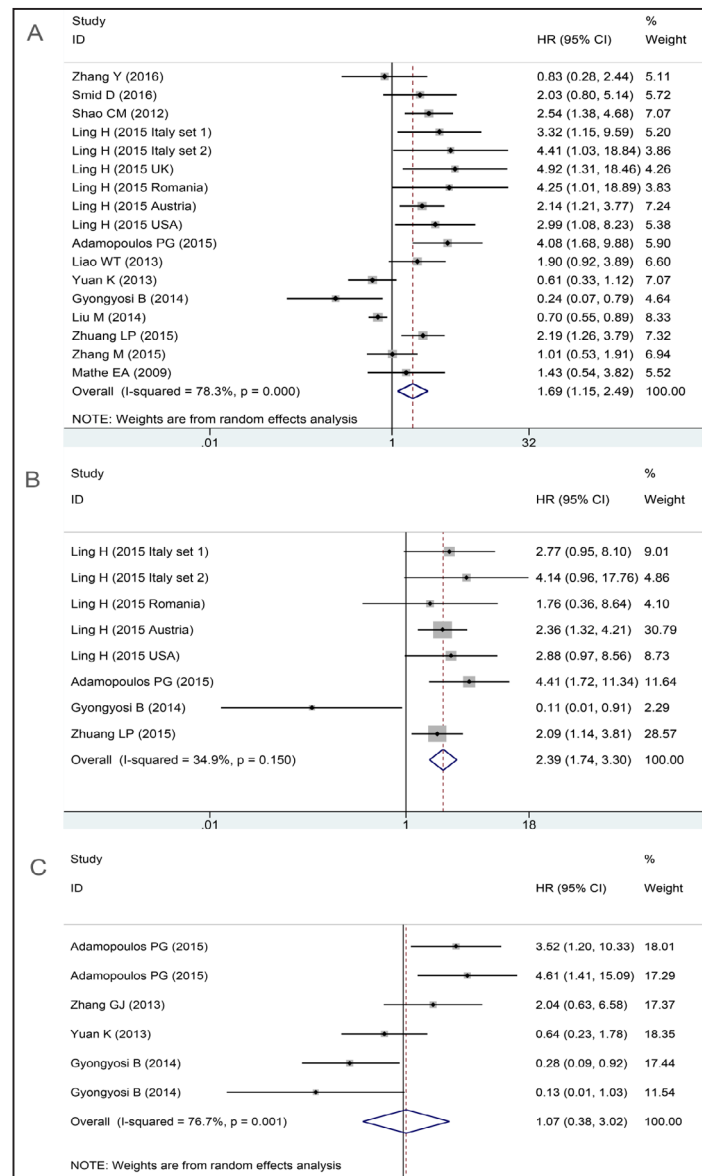 A
Study %
ID HR (95% CI) Weight
Zhang Y (2016) 0.83 (0.28, 2.44) 5.11
Smid D (2016) 2.03 (0.80, 5.14) 5.72
Shao CM (2012) 2.54 (1.38, 4.68) 7.07
Ling H (2015 Italy set 1) 3.32 (1.15, 9.59) 5.20
Ling H (2015 Italy set 2) 4.41 (1.03, 18.84) 3.86
Ling H (2015 UK) 4.92 (1.31, 18.46) 4.26
Ling H (2015 Romania) 4.25 (1.01, 18.89) 3.83
Ling H (2015 Austria) 2.14 (1.21, 3.77) 7.24
Ling H (2015 USA) 2.99 (1.08, 8.23) 5.38
Adamopoulos PG (2015) 4.08 (1.68, 9.88) 5.90
Liao WT (2013) 1.90 (0.92, 3.89) 6.60
Yuan K (2013) 0.61 (0.33, 1.12) 7.07
Gyongyosi B (2014) 0.24 (0.07, 0.79) 4.64
Liu M (2014) 0.70 (0.55, 0.89) 8.33
Zhuang LP (2015) 2.19 (1.26, 3.79) 7.32
Zhang M (2015) 1.01 (0.53, 1.91) 6.94
Mathe EA (2009) 1.43 (0.54, 3.82) 5.52
Overall (I-squared = 78.3%, p = 0.000) 1.69 (1.15, 2.49) 100.00
NOTE: Weights are from random effects analysis
.01 1 32
B
Study %
ID HR (95% CI) Weight
Ling H (2015 Italy set 1) 2.77 (0.95, 8.10) 9.01
Ling H (2015 Italy set 2) 4.14 (0.96, 17.76) 4.86
Ling H (2015 Romania) 1.76 (0.36, 8.64) 4.10
Ling H (2015 Austria) 2.36 (1.32, 4.21) 30.79
Ling H (2015 USA) 2.88 (0.97, 8.56) 8.73
Adamopoulos PG (2015) 4.41 (1.72, 11.34) 11.64
Gyongyosi B (2014) 0.11 (0.01, 0.91) 2.29
Zhuang LP (2015) 2.09 (1.14, 3.81) 28.57
Overall (I-squared = 34.9%, p = 0.150) 2.39 (1.74, 3.30) 100.00
.01 1 18
C
Study %
ID HR (95% CI) Weight
Adamopoulos PG (2015) 3.52 (1.20, 10.33) 18.01
Adamopoulos PG (2015) 4.61 (1.41, 15.09) 17.29
Zhang GJ (2013) 2.04 (0.63, 6.58) 17.37
Yuan K (2013) 0.64 (0.23, 1.78) 18.35
Gyongyosi B (2014) 0.28 (0.09, 0.92) 17.44
Gyongyosi B (2014) 0.13 (0.01, 1.03) 11.54
Overall (I-squared = 76.7%, p = 0.001) 1.07 (0.38, 3.02) 100.00
NOTE: Weights are from random effects analysis